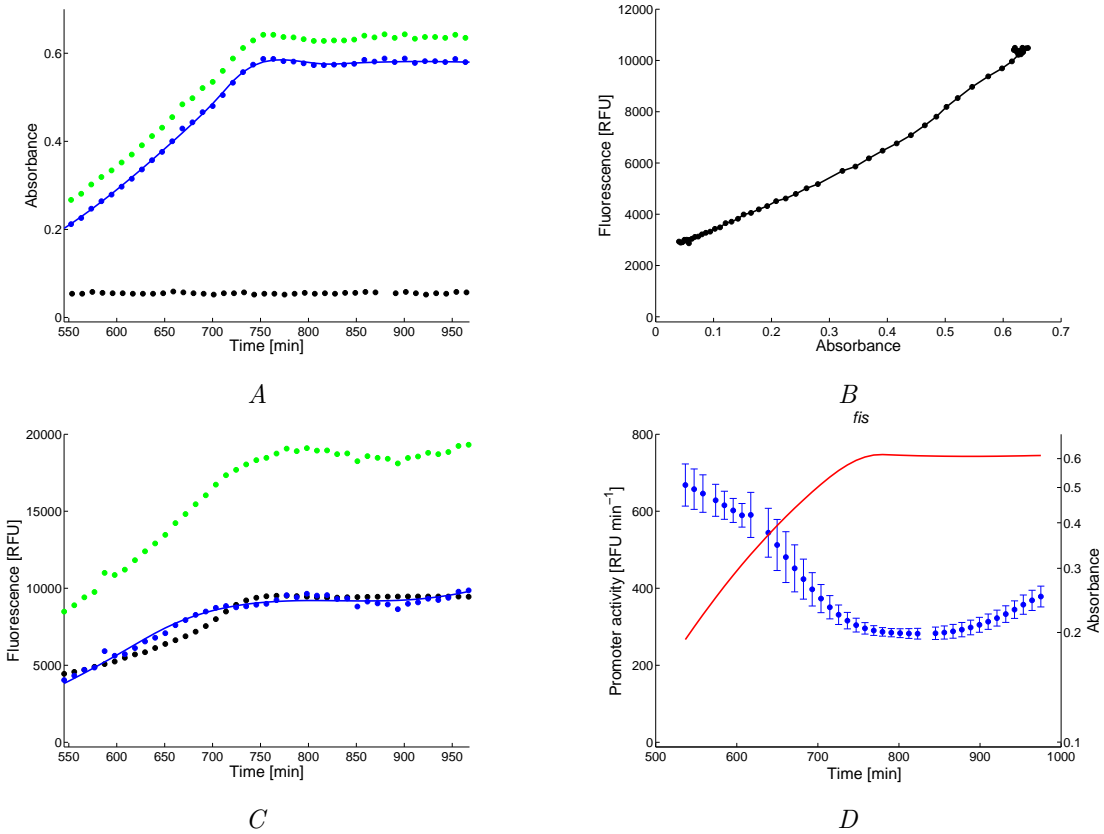 0.6
0.4
0.2
0
Absorbance
550 600 650 700 750 800 850 900 950
Time [min]
A
12000
10000
8000
6000
4000
2000
0
Fluorescence [RFU]
0 0.1 0.2 0.3 0.4 0.5 0.6 0.7
Absorbance
B
20000
15000
10000
5000
0
Fluorescence [RFU]
550 600 650 700 750 800 850 900 950
Time [min]
C
fis
800
600
400
200
0
Promoter activity [RFU min⁻¹]
0.6
0.5
0.4
0.3
0.2
0.1
Absorbance
500 600 700 800 900 1000
Time [min]
D